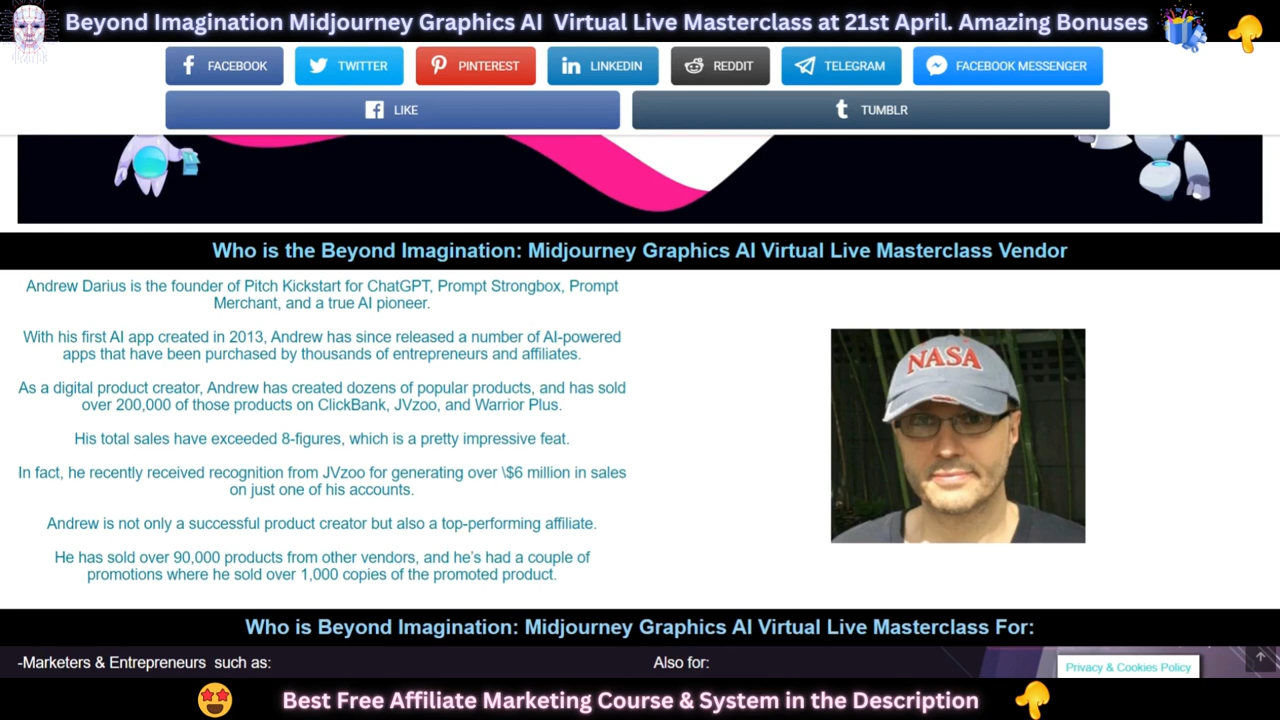 Beyond Imagination Midjourney Graphics AI Virtual Live Masterclass at 21st April. Amazing Bonuses
FACEBOOK
TWITTER
PINTEREST
LINKEDIN
REDDIT
TELEGRAM
FACEBOOK MESSENGER
LIKE
TUMBLR
Who is the Beyond Imagination: Midjourney Graphics AI Virtual Live Masterclass Vendor
Andrew Darius is the founder of Pitch Kickstart for ChatGPT, Prompt Strongbox, Prompt
Merchant, and a true AI pioneer.
With his first AI app created in 2013, Andrew has since released a number of AI-powered
apps that have been purchased by thousands of entrepreneurs and affiliates.
As a digital product creator, Andrew has created dozens of popular products, and has sold
over 200,000 of those products on ClickBank, JVzoo, and Warrior Plus.
His total sales have exceeded 8-figures, which is a pretty impressive feat.
In fact, he recently received recognition from JVzoo for generating over \$6 million in sales
on just one of his accounts.
Andrew is not only a successful product creator but also a top-performing affiliate.
He has sold over 90,000 products from other vendors, and he's had a couple of
promotions where he sold over 1,000 copies of the promoted product.
NASA
Who is Beyond Imagination: Midjourney Graphics AI Virtual Live Masterclass For:
-Marketers & Entrepreneurs such as:
Also for:
Privacy & Cookies Policy
Best Free Affiliate Marketing Course & System in the Description